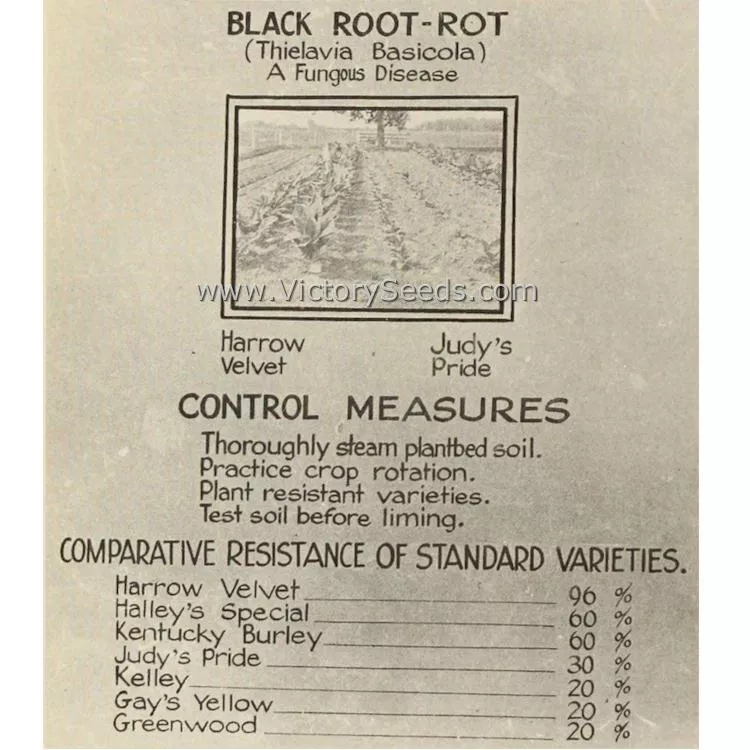 BLACK ROOT-ROT
(Thielavia Basicola)
A Fungous Disease
www.VictorySeeds.com
Harrow Velvet
Judy's Pride
CONTROL MEASURES
Thoroughly steam plantbed soil.
Practice crop rotation.
Plant resistant varieties.
Test soil before liming.
COMPARATIVE RESISTANCE OF STANDARD VARIETIES.
Harrow Velvet 96 %
Halley's Special 60 %
Kentucky Burley 60 %
Judy's Pride 30 %
Kelley 20 %
Gay's Yellow 20 %
Greenwood 20 %